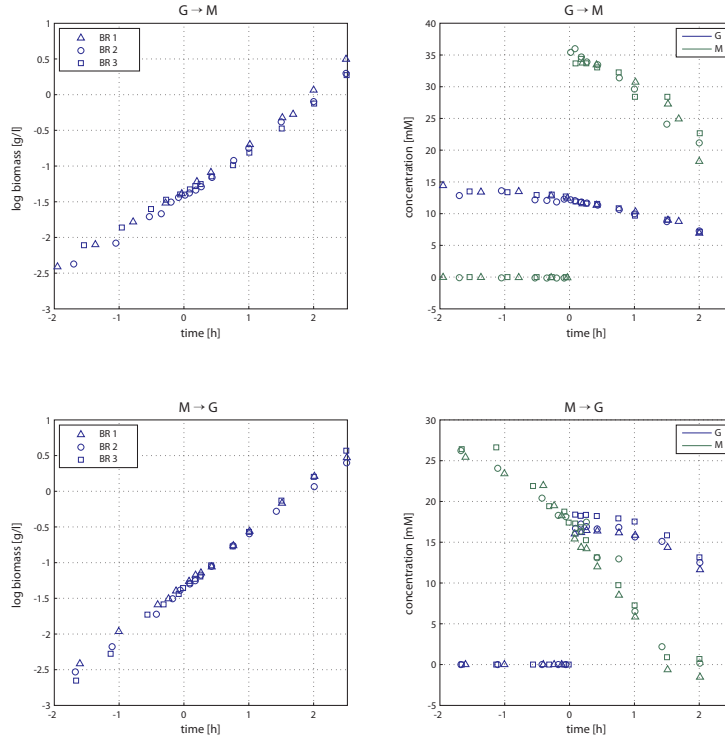 G → M
G → M
1
0.5
0
-0.5
-1
-1.5
-2
-2.5
-3
log biomass [g/l]
BR 1
BR 2
BR 3
-2
-1
0
1
2
time [h]
40
35
30
25
20
15
10
5
0
-5
concentration [mM]
G
M
-2
-1
0
1
2
time [h]
M → G
M → G
1
0.5
0
-0.5
-1
-1.5
-2
-2.5
-3
log biomass [g/l]
BR 1
BR 2
BR 3
-2
-1
0
1
2
time [h]
30
25
20
15
10
5
0
-5
concentration [mM]
G
M
-2
-1
0
1
2
time [h]